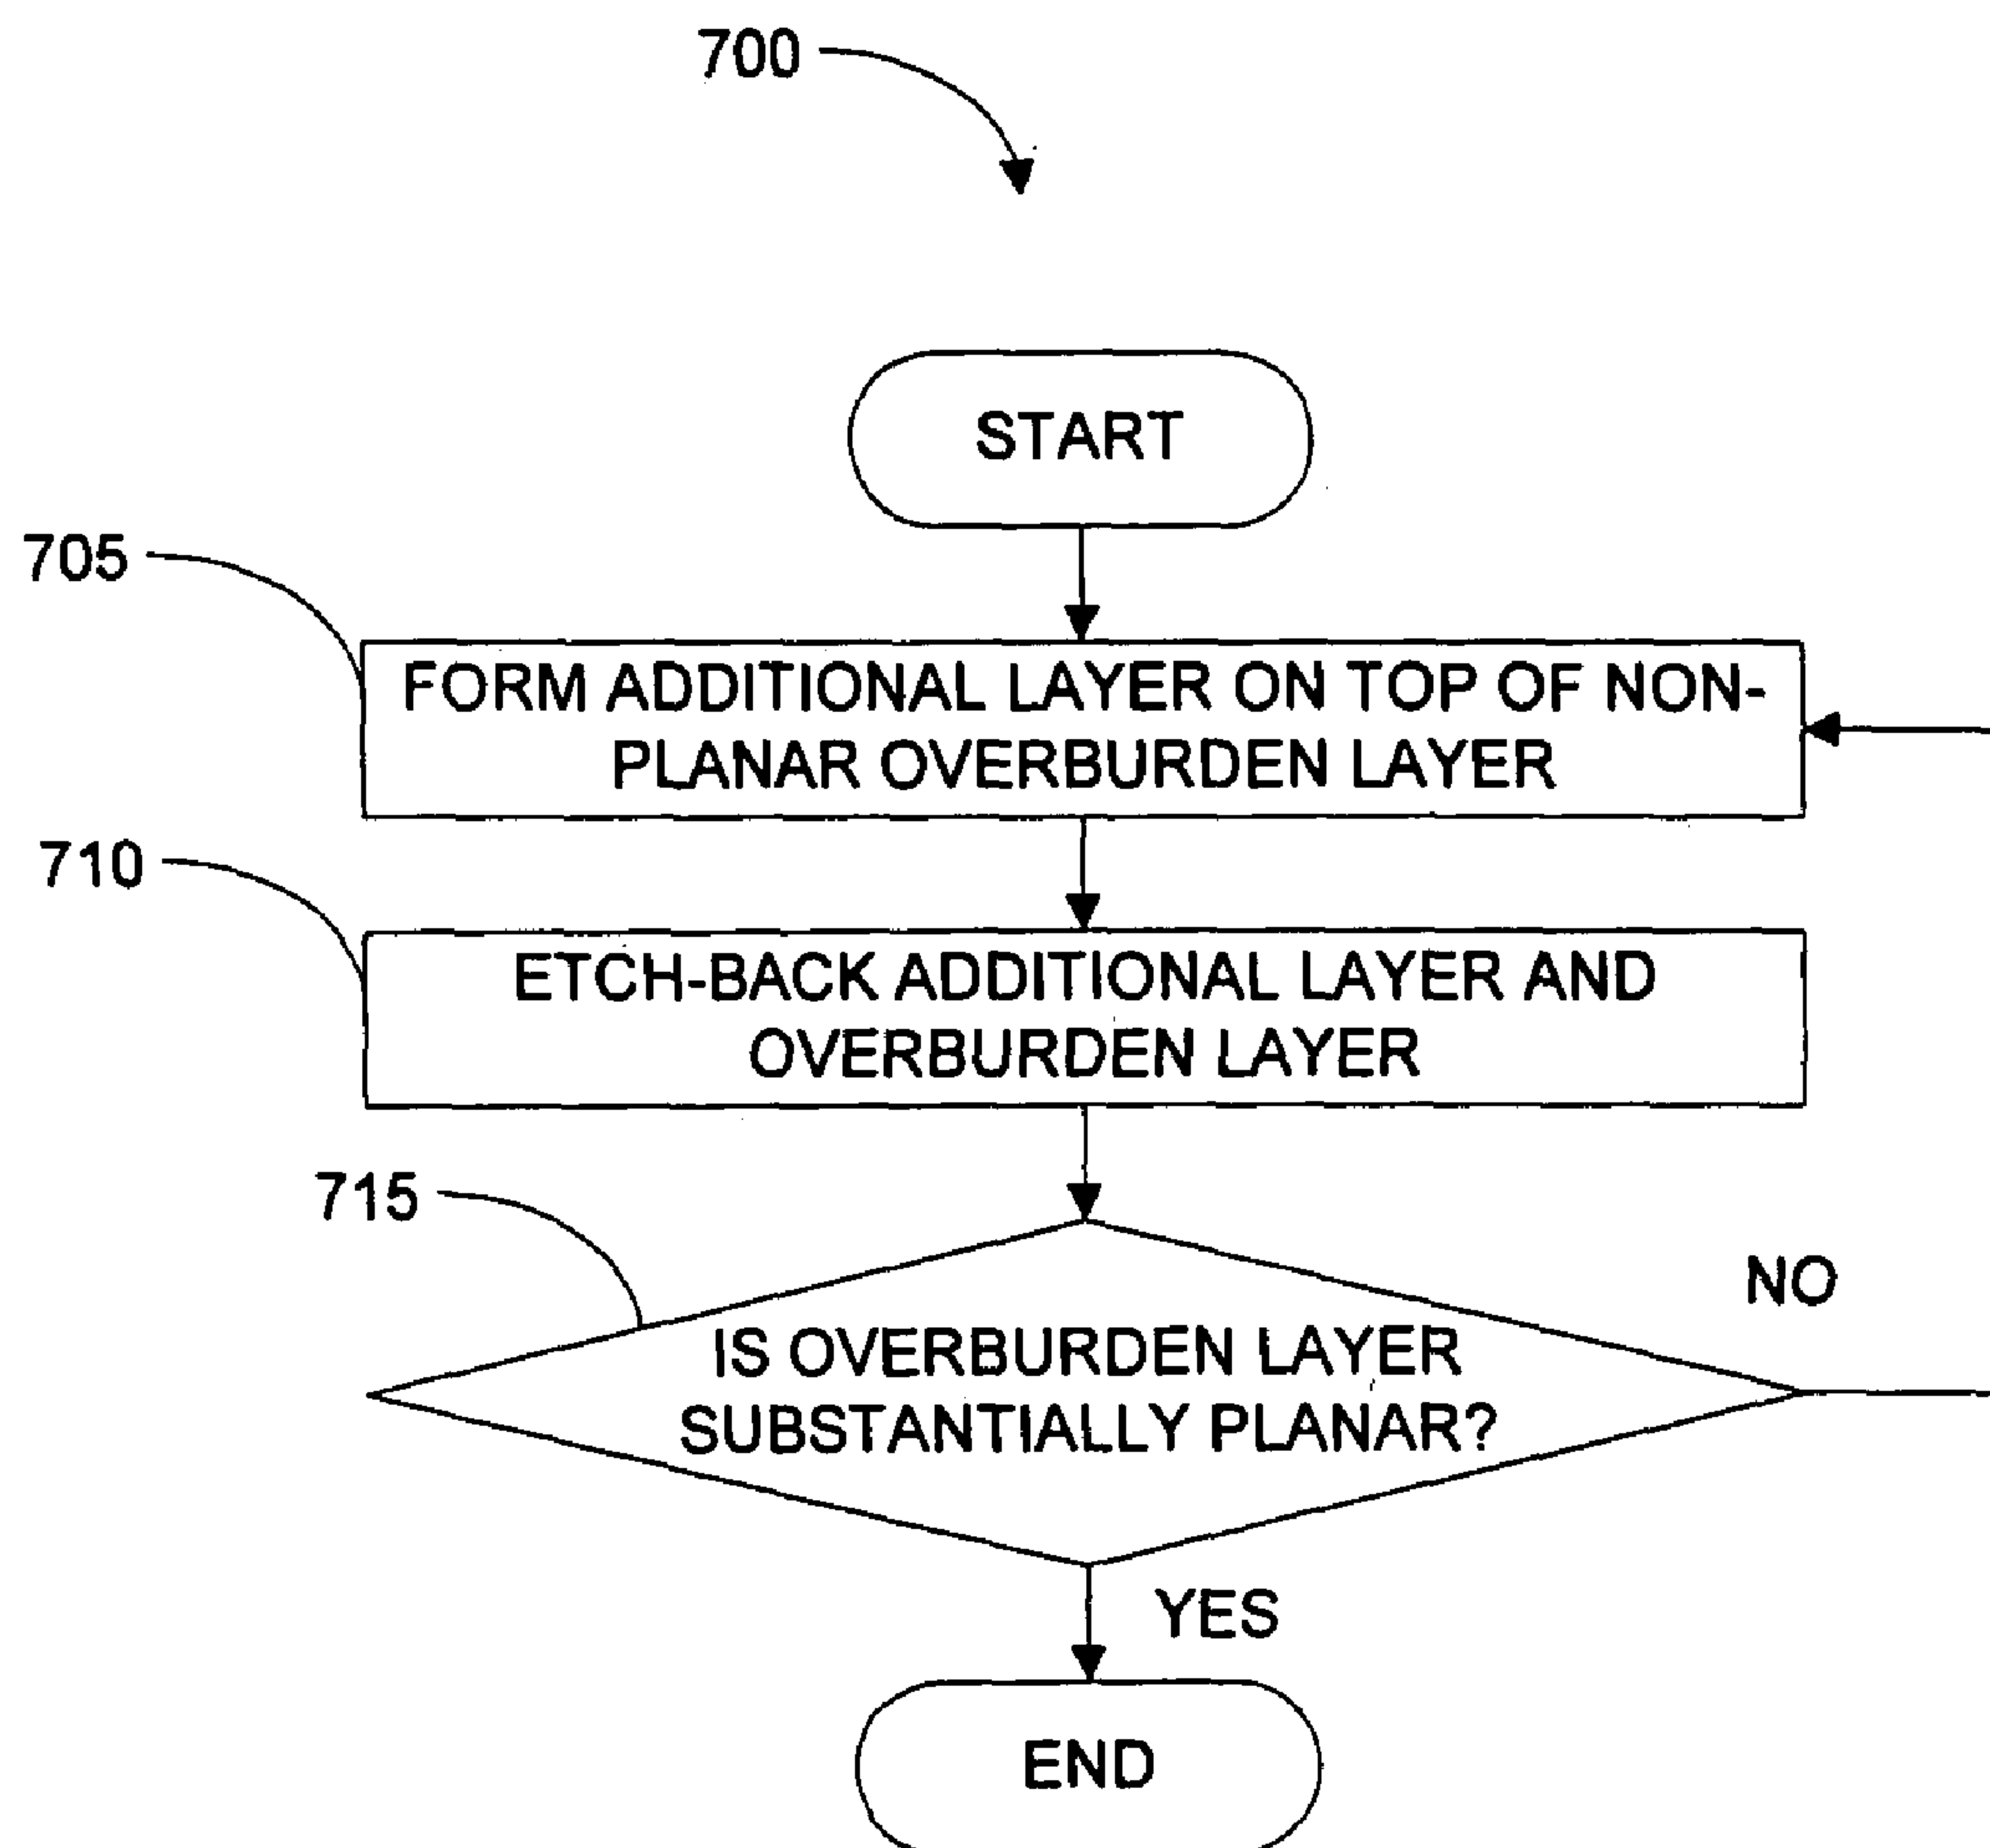 700
START
705
FORM ADDITIONAL LAYER ON TOP OF NON-
PLANAR OVERBURDEN LAYER
710
ETCH-BACK ADDITIONAL LAYER AND
OVERBURDEN LAYER
715
NO
IS OVERBURDEN LAYER
SUBSTANTIALLY PLANAR?
YES
END